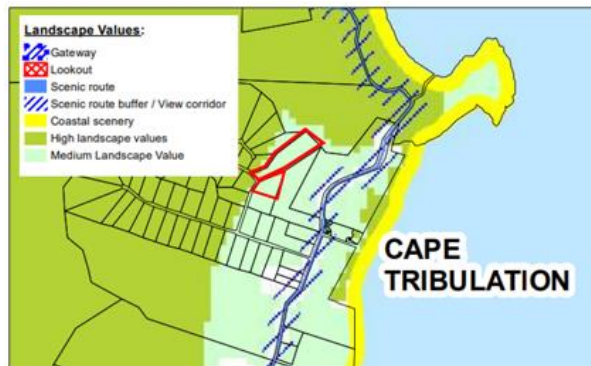 Landscape Values:
Gateway
Lookout
Scenic route
Scenic route buffer / View corridor
Coastal scenery
High landscape values
Medium Landscape Value
CAPE
TRIBULATION